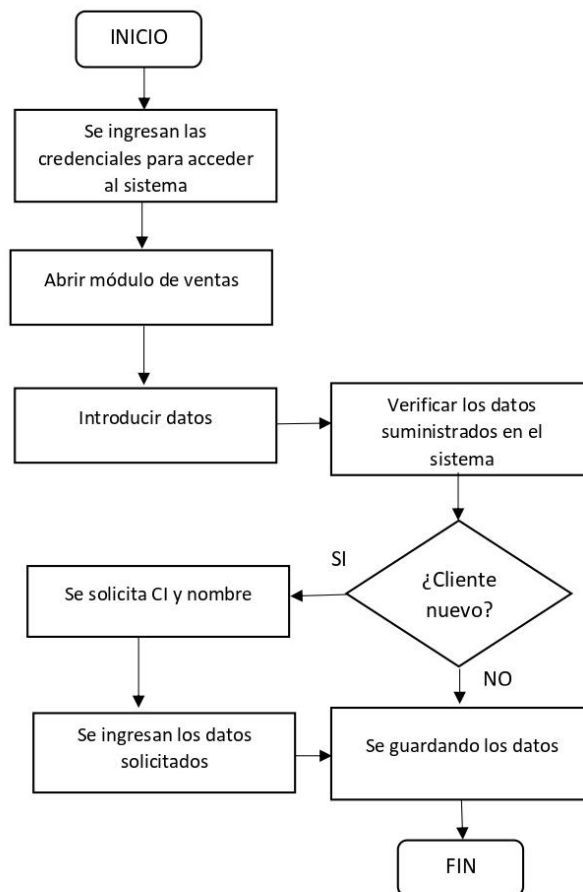 INICIO
Se ingresan las
credenciales para acceder
al sistema
Abrir módulo de ventas
Introducir datos
Verificar los datos
suministrados en el
sistema
¿Cliente
nuevo?
SI
Se solicita CI y nombre
NO
Se ingresan los datos
solicitados
Se guardando los datos
FIN